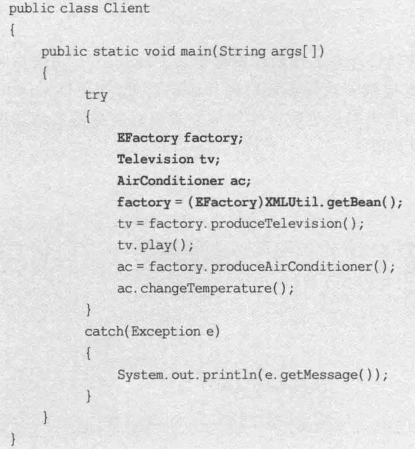 public class Client
{
    public static void main(String args[])
    {
        try
        {
            EFactory factory;
            Television tv;
            AirConditioner ac;
            factory = (EFactory)XMLUtil.getBean();
            tv = factory.produceTelevision();
            tv.play();
            ac = factory.produceAirConditioner();
            ac.changeTemperature();
        }
        catch(Exception e)
        {
            System.out.println(e.getMessage());
        }
    }
}